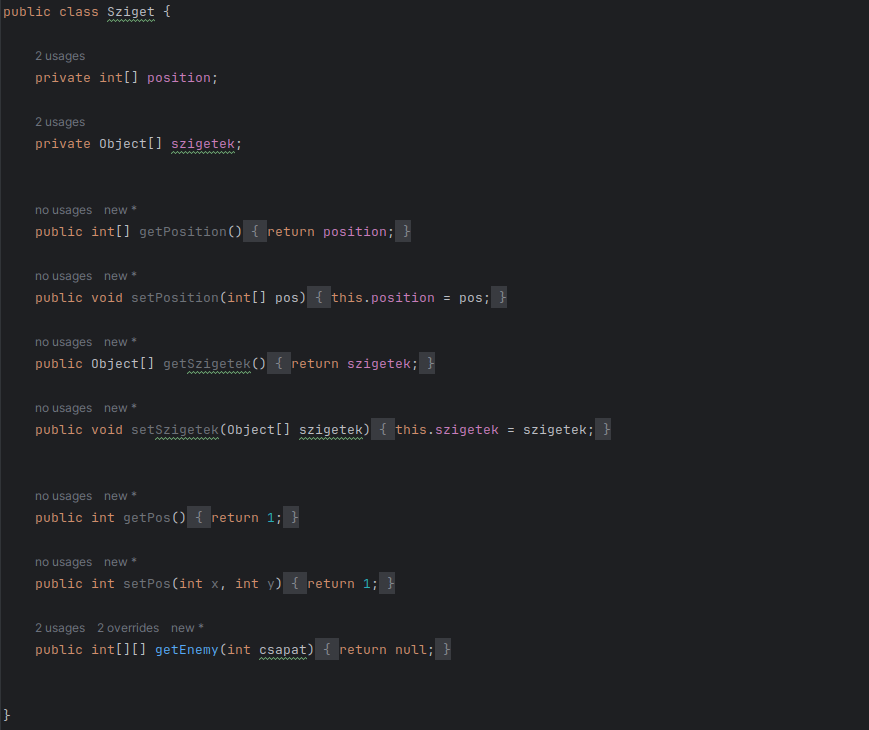 public class Sziget {
2 usages
private int[] position;
2 usages
private Object[] szigetek;
no usages new *
public int[] getPosition() { return position; }
no usages new *
public void setPosition(int[] pos) { this.position = pos; }
no usages new *
public Object[] getSzigetek() { return szigetek; }
no usages new *
public void setSzigetek(Object[] szigetek) { this.szigetek = szigetek; }
no usages new *
public int getPos() { return 1; }
no usages new *
public int setPos(int x, int y) { return 1; }
2 usages 2 overrides new *
public int[][] getEnemy(int csapat) { return null; }
}